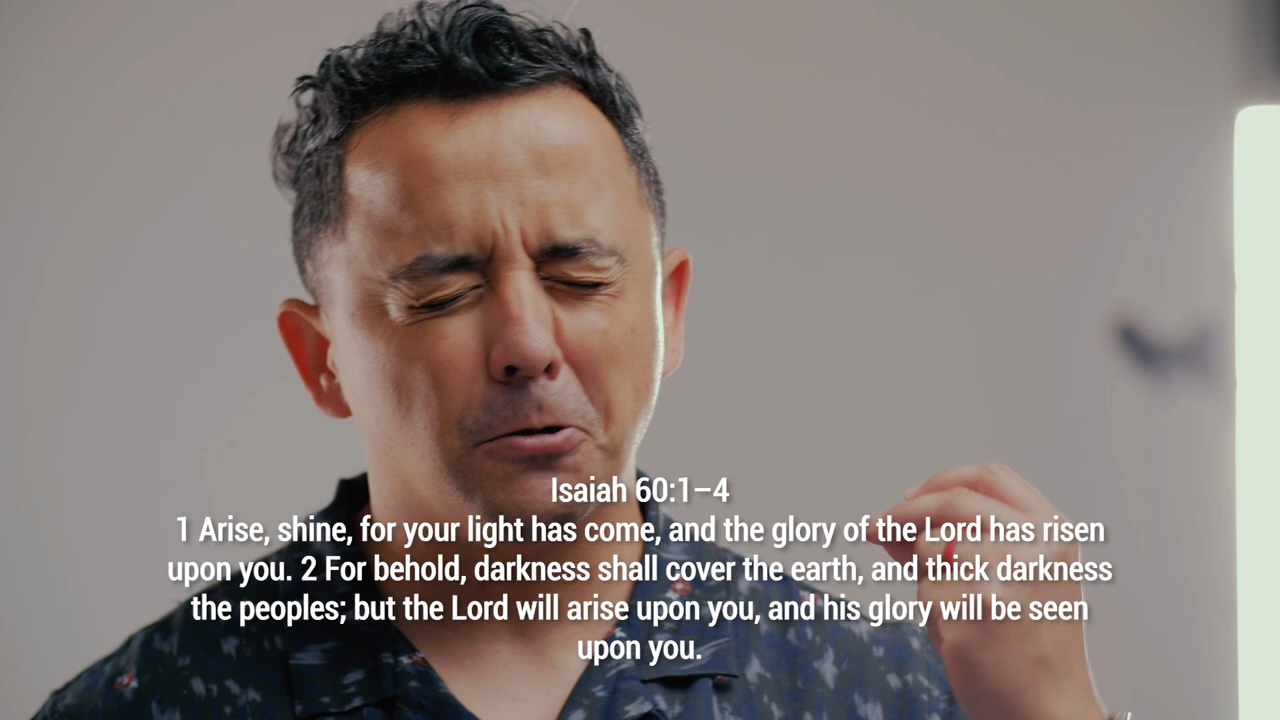 Isaiah 60:1–4
1 Arise, shine, for your light has come, and the glory of the Lord has risen
upon you. 2 For behold, darkness shall cover the earth, and thick darkness
the peoples; but the Lord will arise upon you, and his glory will be seen
upon you.